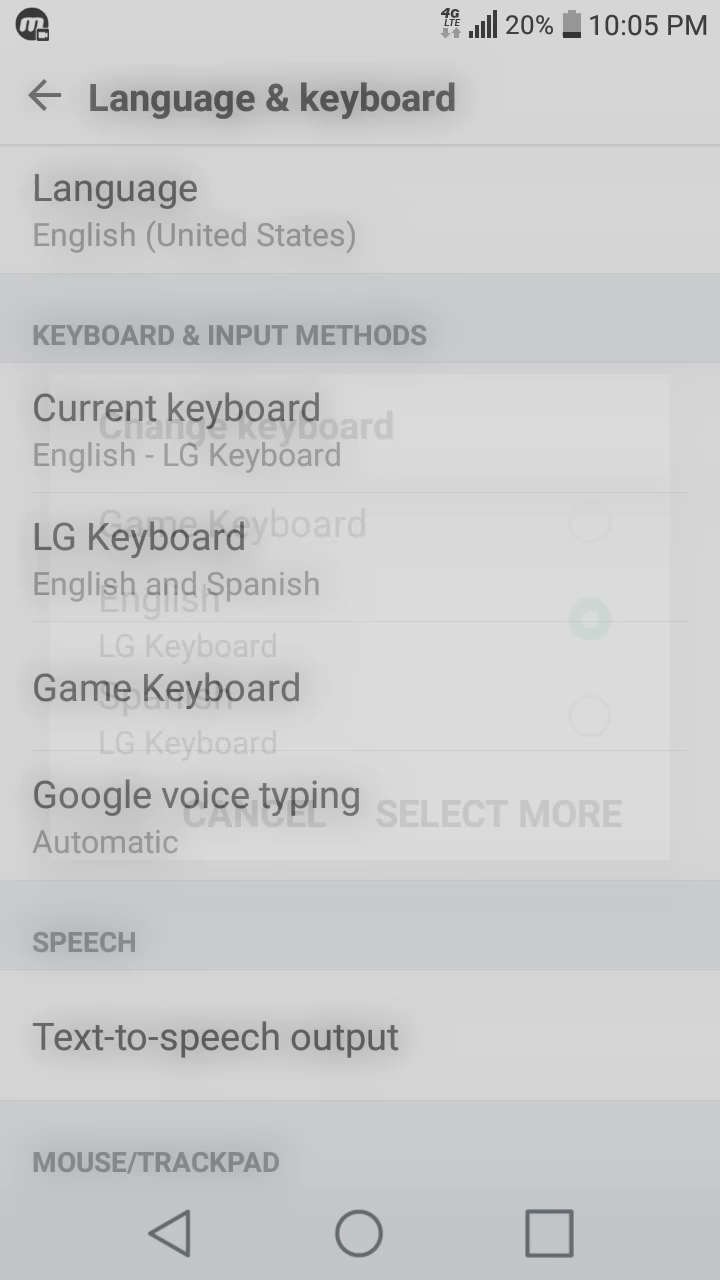 4G LTE 20% 10:05 PM
Language & keyboard
Language
English (United States)
KEYBOARD & INPUT METHODS
Current keyboard
English - LG Keyboard
LG Keyboard
English and Spanish
Game Keyboard
Google voice typing
Automatic
SPEECH
Text-to-speech output
MOUSE/TRACKPAD
Change keyboard
Game Keyboard
English
LG Keyboard
Spanish
LG Keyboard
CANCEL SELECT MORE